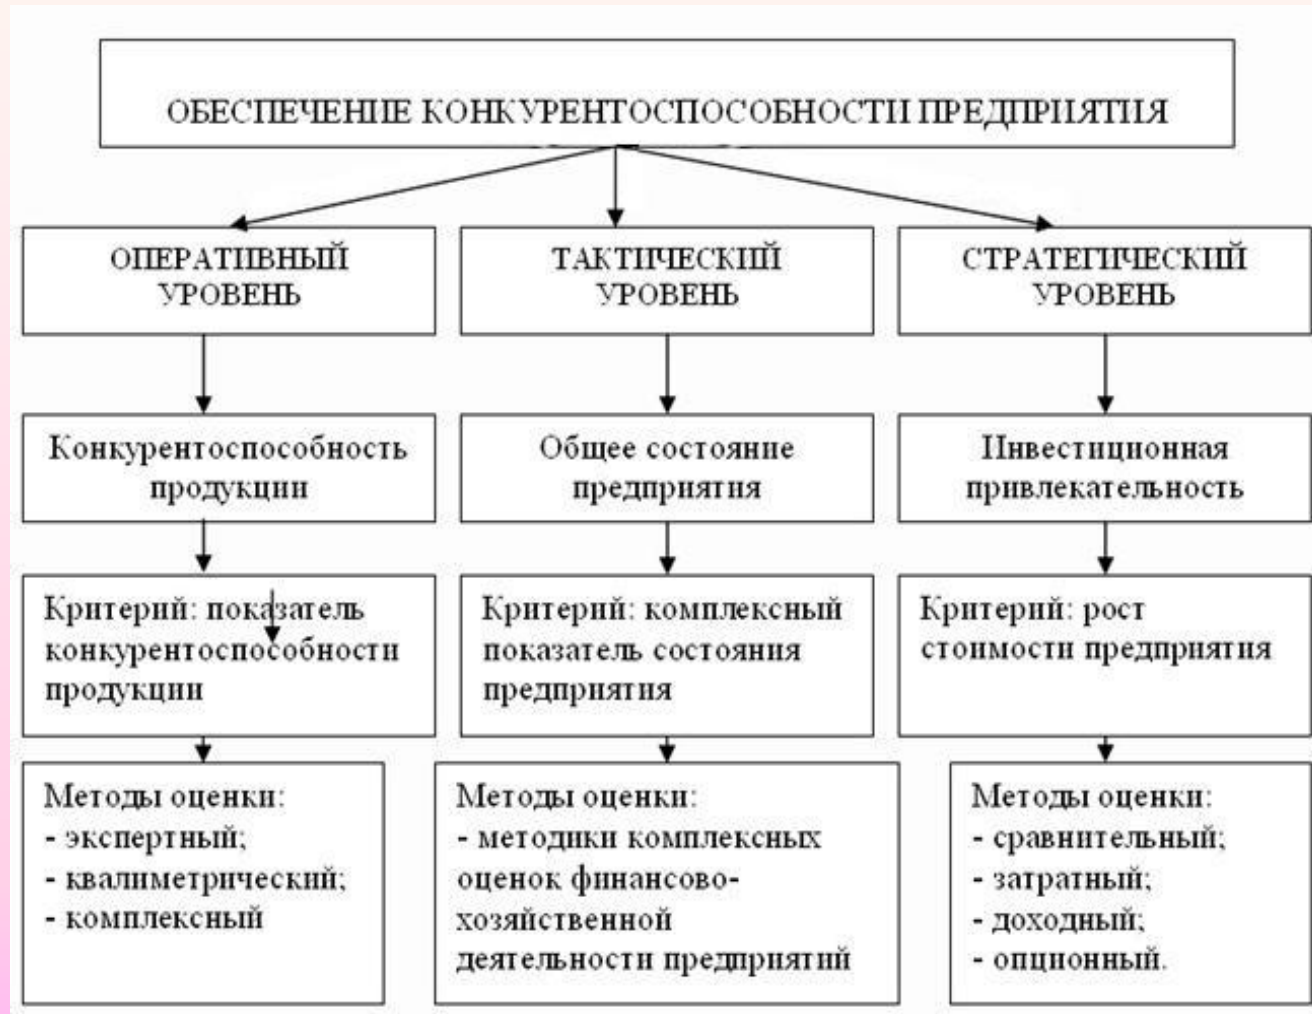 ОБЕСПЕЧЕНИЕ КОНКУРЕНТОСПОСОБНОСТИ ПРЕДПРИЯТИЯ
ОПЕРАТИВНЫЙ
УРОВЕНЬ
ТАКТИЧЕСКИЙ
УРОВЕНЬ
СТРАТЕГИЧЕСКИЙ
УРОВЕНЬ
Конкурентоспособность
продукции
Общее состояние
предприятия
Инвестиционная
привлекательность
Критерий: показатель
конкурентоспособности
продукции
Критерий: комплексный
показатель состояния
предприятия
Критерий: рост
стоимости предприятия
Методы оценки:
- экспертный;
- квалиметрический;
- комплексный
Методы оценки:
- методики комплексных
оценок финансово-
хозяйственной
деятельности предприятий
Методы оценки:
- сравнительный;
- затратный;
- доходный;
- опционный.